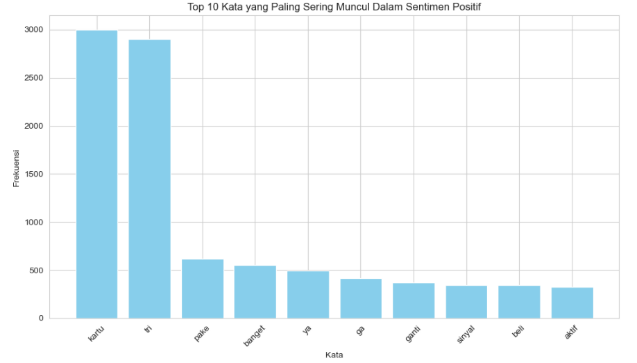 Top 10 Kata yang Paling Sering Muncul Dalam Sentimen Positif
3000
2500
2000
1500
1000
500
0
Frekuensi
kartu
tri
pake
banget
ya
ga
ganti
sinyal
beli
aktif
Kata